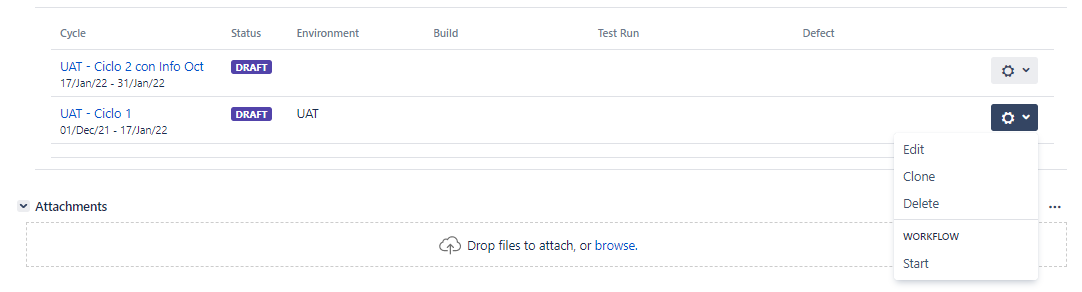 Cycle Status Environment Build Test Run Defect
UAT - Ciclo 2 con Info Oct DRAFT
17/Jan/22 - 31/Jan/22
UAT - Ciclo 1 DRAFT UAT
01/Dec/21 - 17/Jan/22
Edit
Clone
Delete
WORKFLOW
Start
Attachments
Drop files to attach, or browse.